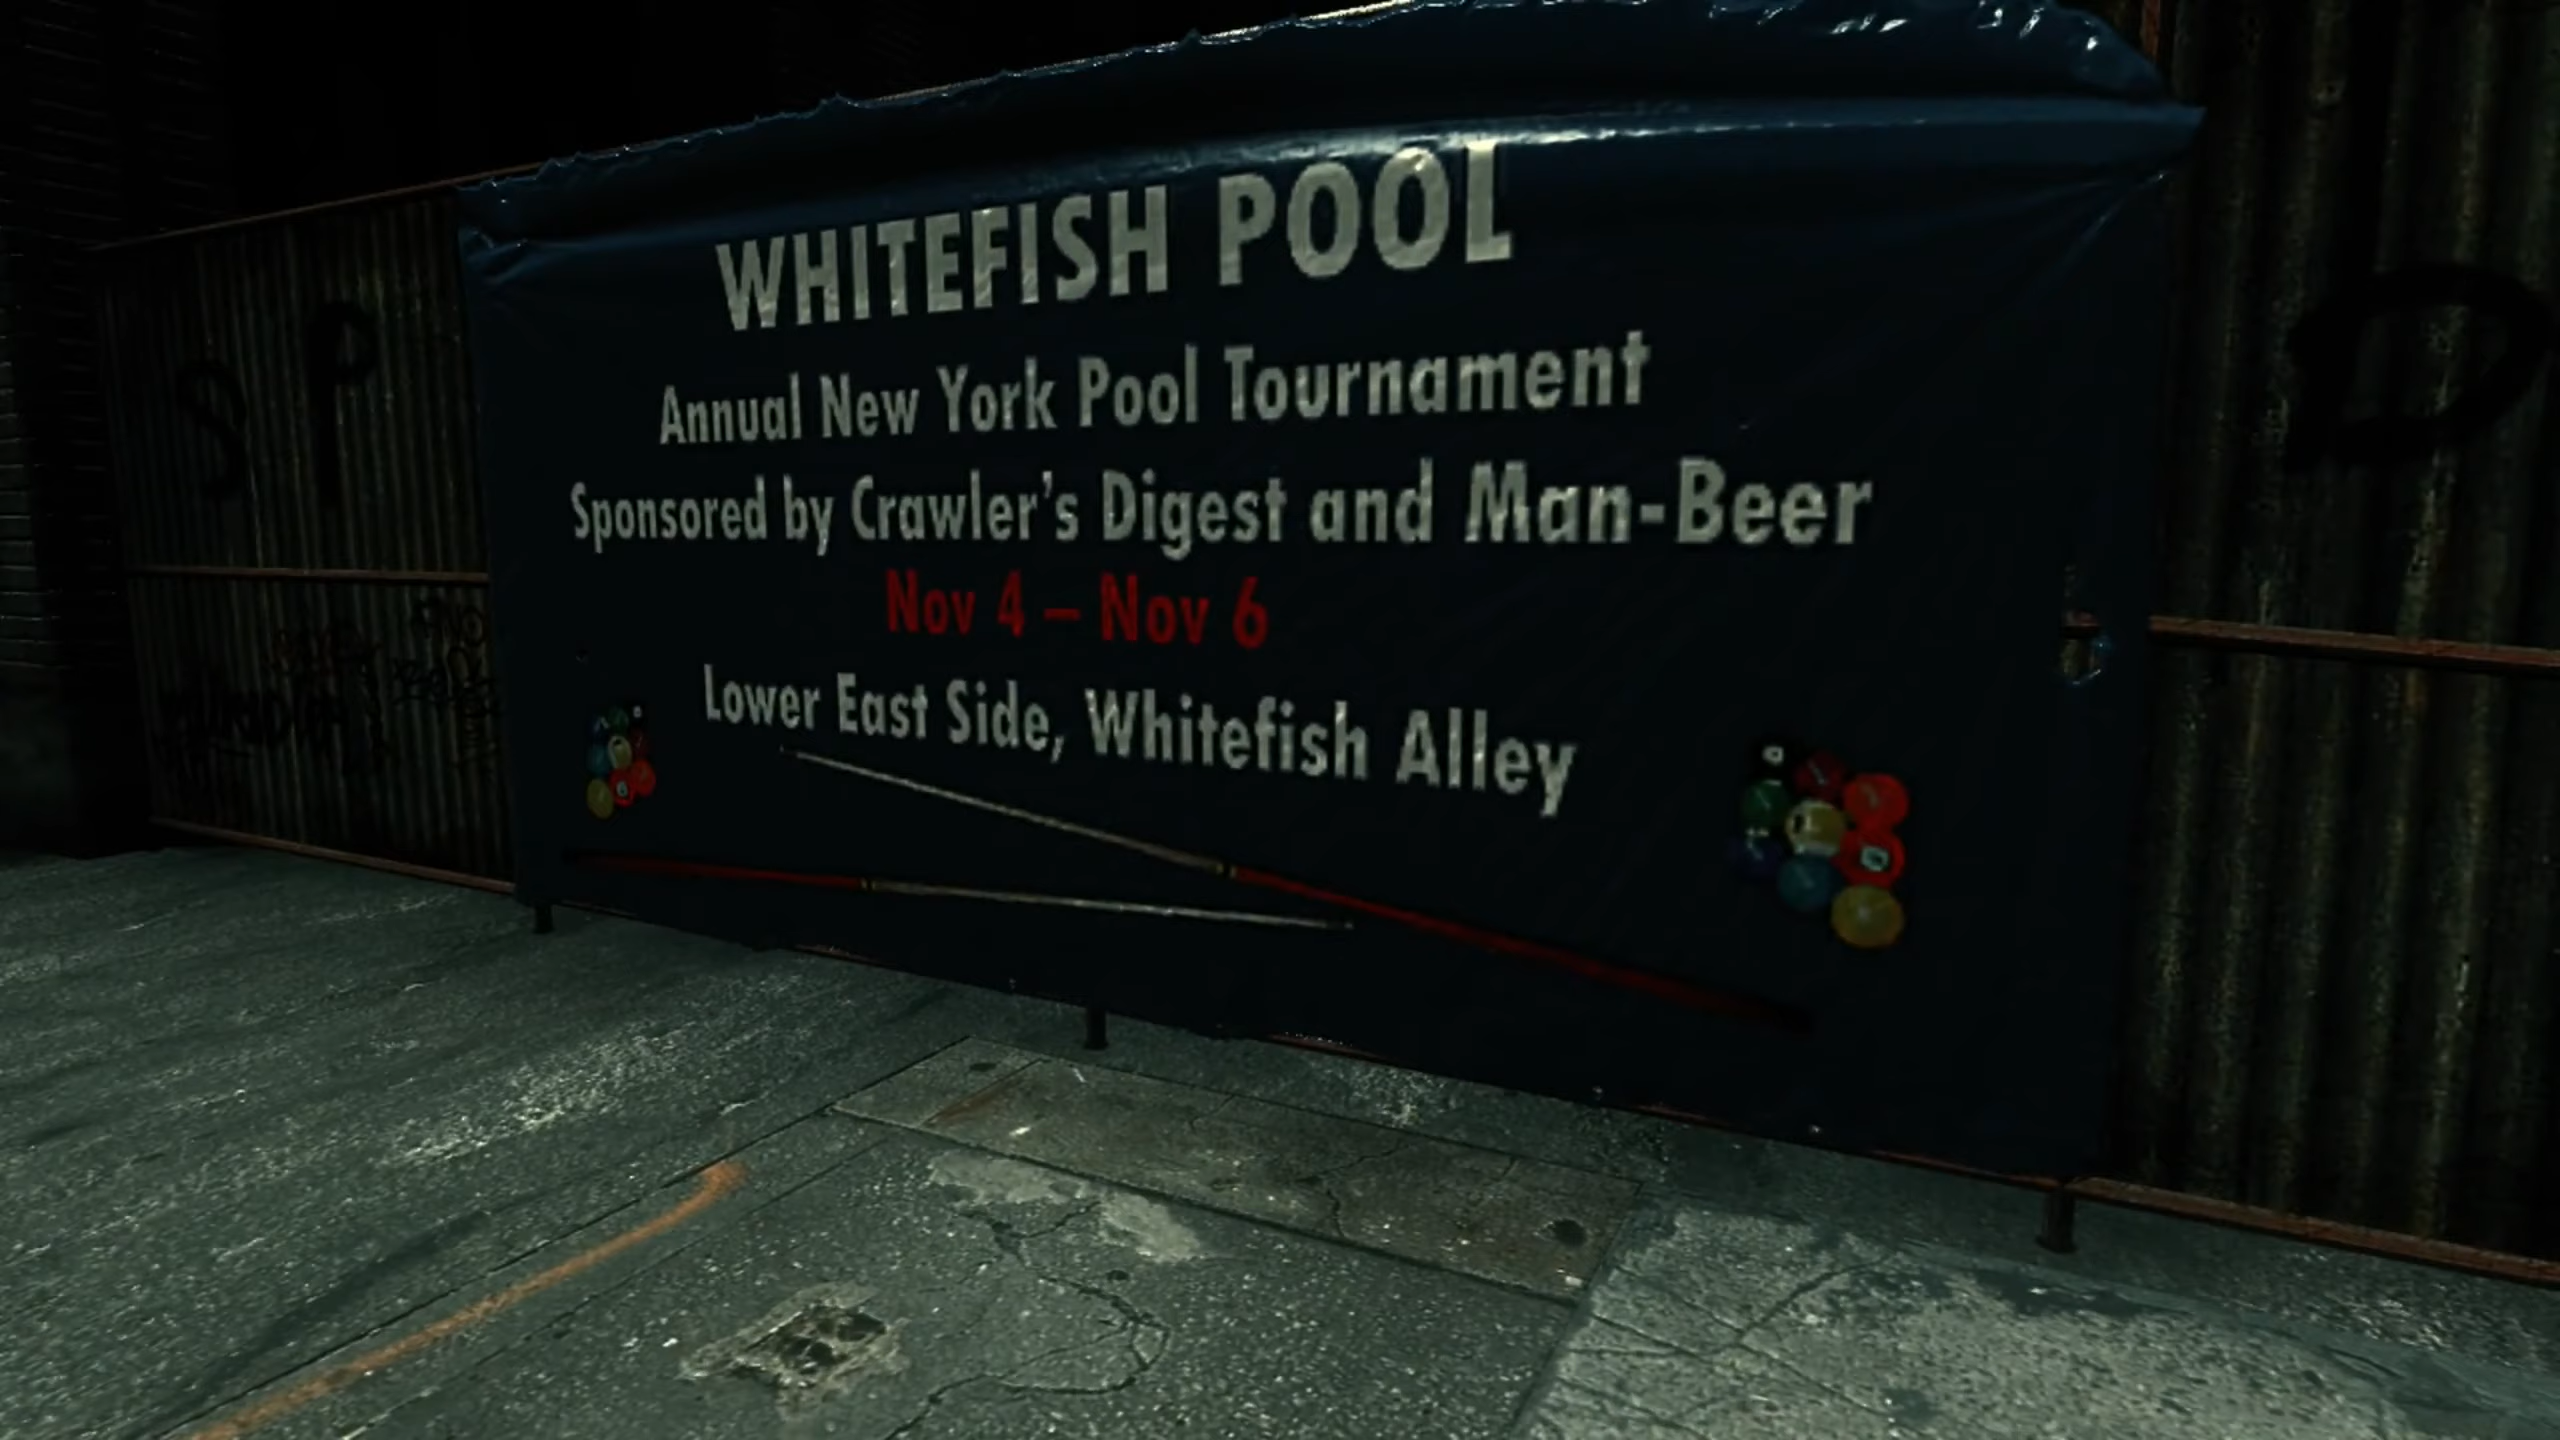 WHITEFISH POOL
Annual New York Pool Tournament
Sponsored by Crawler's Digest and Man-Beer
Nov 4 – Nov 6
Lower East Side, Whitefish Alley